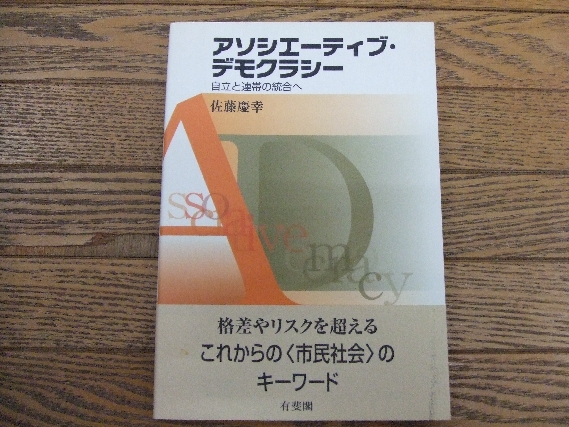 アソシエーティブ・
デモクラシー
自立と連帯の統合へ
佐藤慶幸
Associative
Democracy
格差やリスクを超える
これからの〈市民社会〉の
キーワード
有斐閣